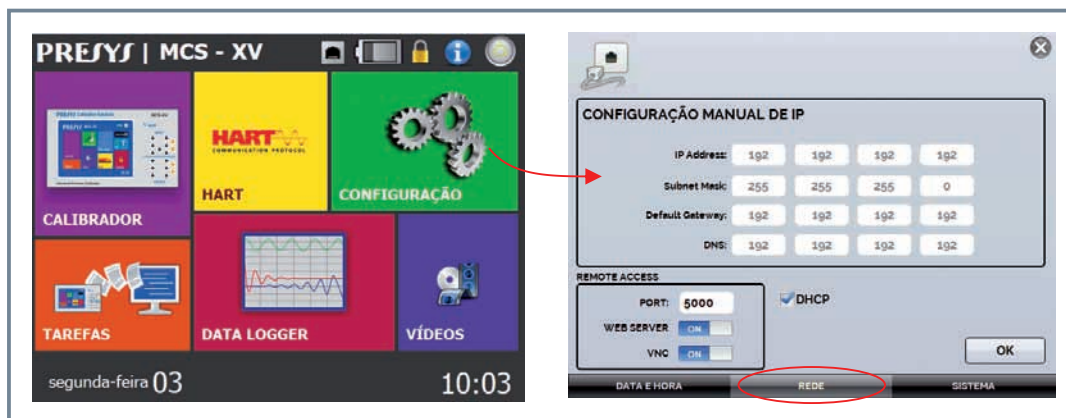 PRESYS | MCS - XV
HART
COMMUNICATION PROTOCOL
CALIBRADOR
HART
CONFIGURAÇÃO
TAREFAS
DATA LOGGER
VÍDEOS
segunda-feira 03
10:03
CONFIGURAÇÃO MANUAL DE IP
IP Address: 192 192 192 192
Subnet Mask: 255 255 255 0
Default Gateway: 192 192 192 192
DNS: 192 192 192 192
REMOTE ACCESS
PORT: 5000
DHCP
WEB SERVER ON
VNC ON
OK
DATA E HORA
REDE
SISTEMA